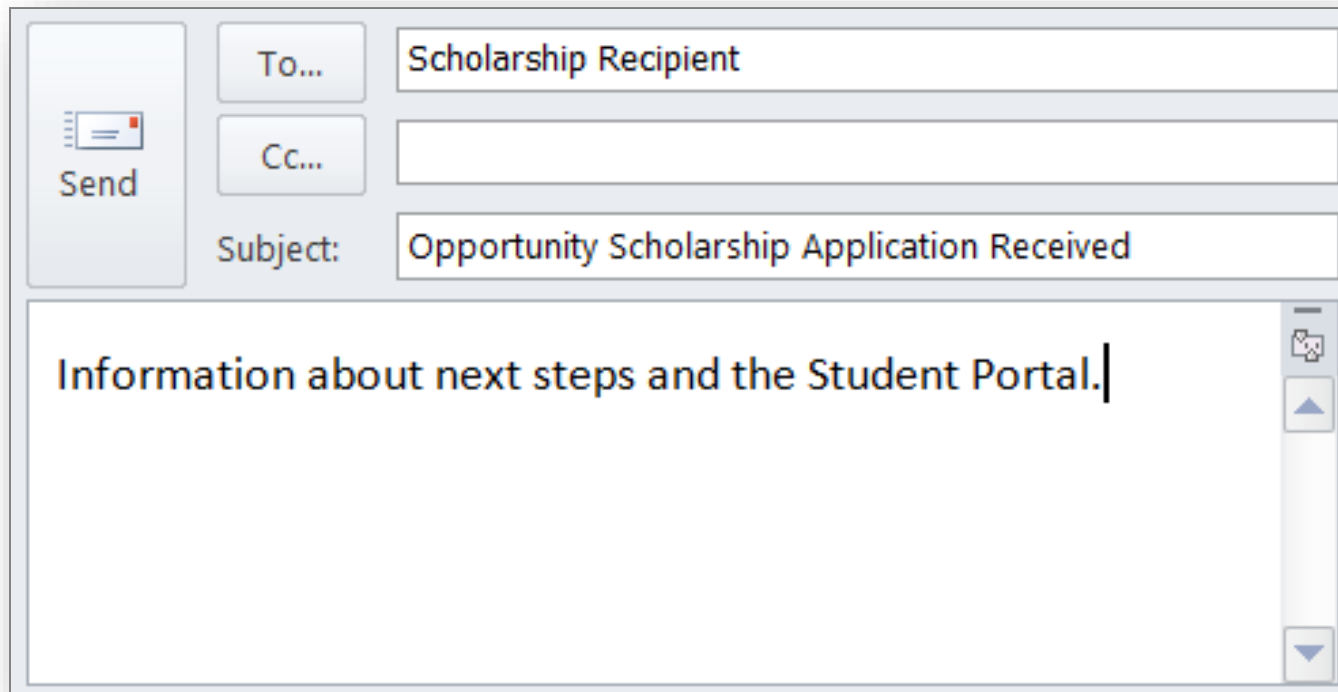 To...
Scholarship Recipient
Cc...
Send
Subject:
Opportunity Scholarship Application Received
Information about next steps and the Student Portal.